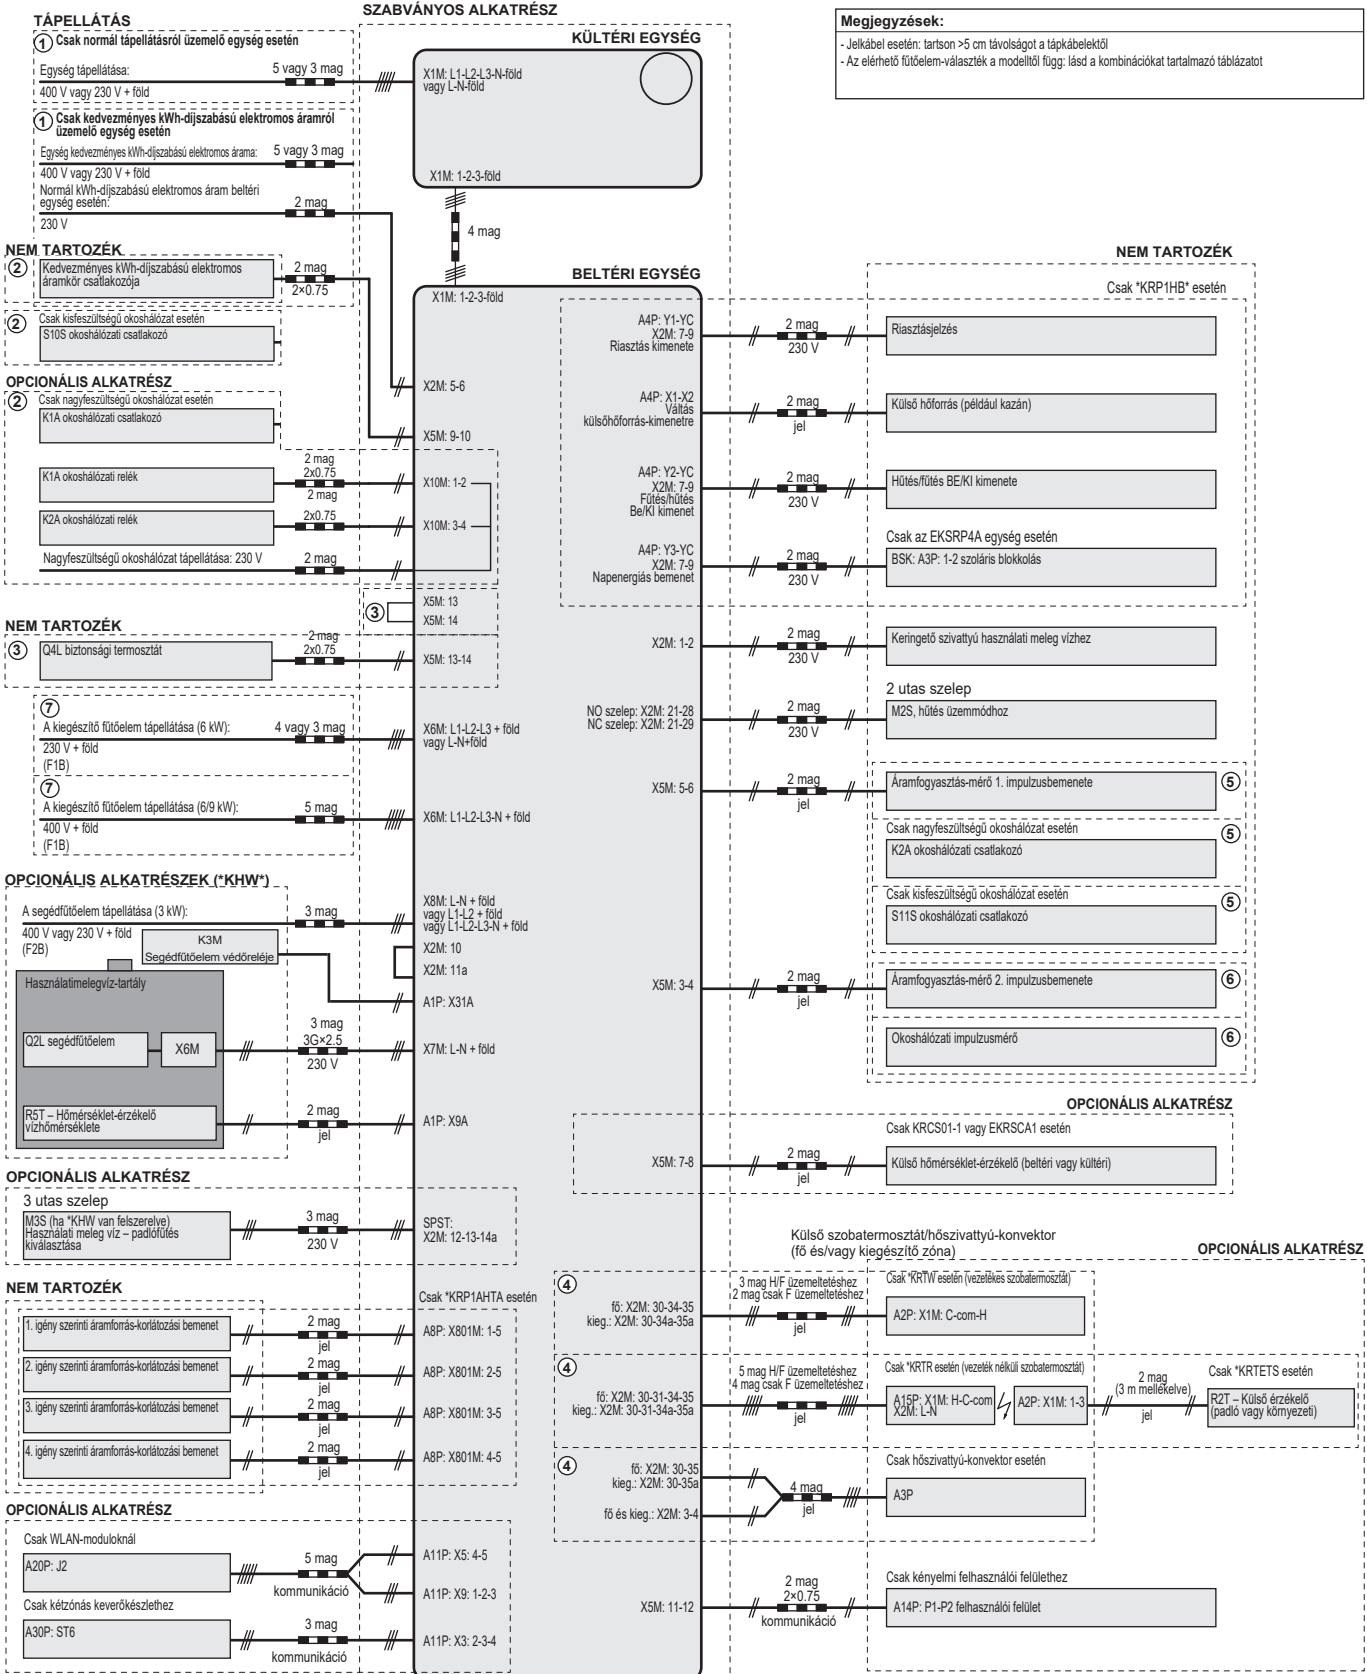 SZABVÁNYOS ALKATRÉSZ
TÁPELLÁTÁS
1 Csak normál tápellátásról üzemelő egység esetén
Egység tápellátása:
5 vagy 3 mag
400 V vagy 230 V + föld
1 Csak kedvezményes kWh-díjszabású elektromos áramról
üzemelő egység esetén
Egység kedvezményes kWh-díjszabású elektromos árama:
5 vagy 3 mag
400 V vagy 230 V + föld
Normál kWh-díjszabású elektromos áram beltéri
egység esetén:
2 mag
230 V
KÜLTÉRI EGYSÉG
X1M: L1-L2-L3-N-föld
vagy L-N-föld
X1M: 1-2-3-föld
4 mag
Megjegyzések:
- Jelkábel esetén: tartson >5 cm távolságot a tápkábelektől
- Az elérhető fűtőelem-választék a modelltől függ: lásd a kombinációkat tartalmazó táblázatot
NEM TARTOZÉK
2 Kedvezményes kWh-díjszabású elektromos
áramkör csatlakozója
2 mag
2×0.75
2 Csak kisfeszültségű okoshálózat esetén
S10S okoshálózati csatlakozó
OPCIONÁLIS ALKATRÉSZ
2 Csak nagyfeszültségű okoshálózat esetén
K1A okoshálózati csatlakozó
K1A okoshálózati relék
2 mag
2x0.75
2 mag
K2A okoshálózati relék
2x0.75
Nagyfeszültségű okoshálózat tápellátása: 230 V
2 mag
BELTÉRI EGYSÉG
X1M: 1-2-3-föld
X2M: 5-6
X5M: 9-10
X10M: 1-2
X10M: 3-4
3
X5M: 13
X5M: 14
NEM TARTOZÉK
3 Q4L biztonsági termosztát
2 mag
2x0.75
X5M: 13-14
7
A kiegészítő fűtőelem tápellátása (6 kW):
4 vagy 3 mag
230 V + föld
(F1B)
X6M: L1-L2-L3 + föld
vagy L-N+föld
7
A kiegészítő fűtőelem tápellátása (6/9 kW):
5 mag
400 V + föld
(F1B)
X6M: L1-L2-L3-N + föld
OPCIONÁLIS ALKATRÉSZEK (*KHW*)
A segédfűtőelem tápellátása (3 kW):
3 mag
400 V vagy 230 V + föld
(F2B)
K3M
Segédfűtőelem védőreléje
X8M: L-N + föld
vagy L1-L2 + föld
vagy L1-L2-L3-N + föld
X2M: 10
X2M: 11a
A1P: X31A
Használatimelegvíz-tartály
Q2L segédfűtőelem
X6M
3 mag
3G×2.5
230 V
X7M: L-N + föld
R5T – Hőmérséklet-érzékelő
vízhőmérséklete
2 mag
jel
A1P: X9A
OPCIONÁLIS ALKATRÉSZ
3 utas szelep
M3S (ha *KHW van felszerelve)
Használati meleg víz – padlófűtés
kiválasztása
3 mag
230 V
SPST:
X2M: 12-13-14a
NEM TARTOZÉK
Csak *KRP1AHTA esetén
1. igény szerinti áramforrás-korlátozási bemenet
2 mag
jel
A8P: X801M: 1-5
2. igény szerinti áramforrás-korlátozási bemenet
2 mag
jel
A8P: X801M: 2-5
3. igény szerinti áramforrás-korlátozási bemenet
2 mag
jel
A8P: X801M: 3-5
4. igény szerinti áramforrás-korlátozási bemenet
2 mag
jel
A8P: X801M: 4-5
OPCIONÁLIS ALKATRÉSZ
Csak WLAN-moduloknál
A20P: J2
5 mag
kommunikáció
A11P: X5: 4-5
A11P: X9: 1-2-3
Csak kétzónás keverőkészlethez
A30P: ST6
3 mag
kommunikáció
A11P: X3: 2-3-4
NEM TARTOZÉK
Csak *KRP1HB* esetén
A4P: Y1-YC
X2M: 7-9
Riasztás kimenete
2 mag
230 V
Riasztásjelzés
A4P: X1-X2
Váltás
külsőhőforrás-kimenetre
2 mag
jel
Külső hőforrás (például kazán)
A4P: Y2-YC
X2M: 7-9
Fűtés/hűtés
Be/KI kimenet
2 mag
230 V
Hűtés/fűtés BE/KI kimenete
Csak az EKSRP4A egység esetén
A4P: Y3-YC
X2M: 7-9
Napenergiás bemenet
2 mag
230 V
BSK: A3P: 1-2 szoláris blokkolás
X2M: 1-2
2 mag
230 V
Keringető szivattyú használati meleg vízhez
2 utas szelep
NO szelep: X2M: 21-28
NC szelep: X2M: 21-29
2 mag
230 V
M2S, hűtés üzemmódhoz
X5M: 5-6
2 mag
jel
Áramfogyasztás-mérő 1. impulzusbemenete
5
Csak nagyfeszültségű okoshálózat esetén
K2A okoshálózati csatlakozó
5
Csak kisfeszültségű okoshálózat esetén
S11S okoshálózati csatlakozó
5
X5M: 3-4
2 mag
jel
Áramfogyasztás-mérő 2. impulzusbemenete
6
Okoshálózati impulzusmérő
6
OPCIONÁLIS ALKATRÉSZ
Csak KRCS01-1 vagy EKRSCA1 esetén
X5M: 7-8
2 mag
jel
Külső hőmérséklet-érzékelő (beltéri vagy kültéri)
Külső szobatermosztát/hőszivattyú-konvektor
(fő és/vagy kiegészítő zóna)
OPCIONÁLIS ALKATRÉSZ
4
fő: X2M: 30-34-35
kieg.: X2M: 30-34a-35a
3 mag H/F üzemeltetéshez
2 mag csak F üzemeltetéshez
jel
Csak *KRTW esetén (vezetékes szobatermosztát)
A2P: X1M: C-com-H
4
fő: X2M: 30-31-34-35
kieg.: X2M: 30-31-34a-35a
5 mag H/F üzemeltetéshez
4 mag csak F üzemeltetéshez
jel
Csak *KRTR esetén (vezeték nélküli szobatermosztát)
A15P: X1M: H-C-com
X2M: L-N
A2P: X1M: 1-3
2 mag
(3 m mellékelve)
jel
Csak *KRTETS esetén
R2T – Külső érzékelő
(padló vagy környezeti)
4
fő: X2M: 30-35
kieg.: X2M: 30-35a
fő és kieg.: X2M: 3-4
4 mag
jel
Csak hőszivattyú-konvektor esetén
A3P
X5M: 11-12
2 mag
2×0.75
kommunikáció
Csak kényelmi felhasználói felülethez
A14P: P1-P2 felhasználói felület